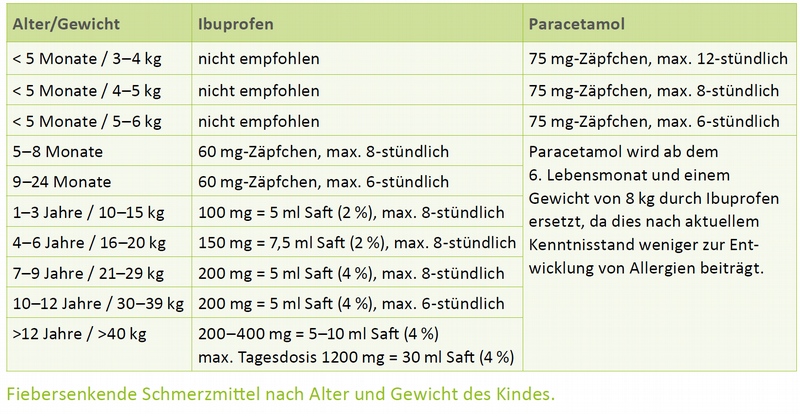 Alter/Gewicht Ibuprofen Paracetamol
< 5 Monate / 3–4 kg nicht empfohlen 75 mg-Zäpfchen, max. 12-stündlich
< 5 Monate / 4–5 kg nicht empfohlen 75 mg-Zäpfchen, max. 8-stündlich
< 5 Monate / 5–6 kg nicht empfohlen 75 mg-Zäpfchen, max. 6-stündlich
5–8 Monate 60 mg-Zäpfchen, max. 8-stündlich
9–24 Monate 60 mg-Zäpfchen, max. 6-stündlich
1–3 Jahre / 10–15 kg 100 mg = 5 ml Saft (2 %), max. 8-stündlich
4–6 Jahre / 16–20 kg 150 mg = 7,5 ml Saft (2 %), max. 8-stündlich
7–9 Jahre / 21–29 kg 200 mg = 5 ml Saft (4 %), max. 8-stündlich
10–12 Jahre / 30–39 kg 200 mg = 5 ml Saft (4 %), max. 6-stündlich
>12 Jahre / >40 kg 200–400 mg = 5–10 ml Saft (4 %)
max. Tagesdosis 1200 mg = 30 ml Saft (4 %)
Paracetamol wird ab dem
6. Lebensmonat und einem
Gewicht von 8 kg durch Ibuprofen
ersetzt, da dies nach aktuellem
Kenntnisstand weniger zur Ent-
wicklung von Allergien beiträgt.
Fiebersenkende Schmerzmittel nach Alter und Gewicht des Kindes.